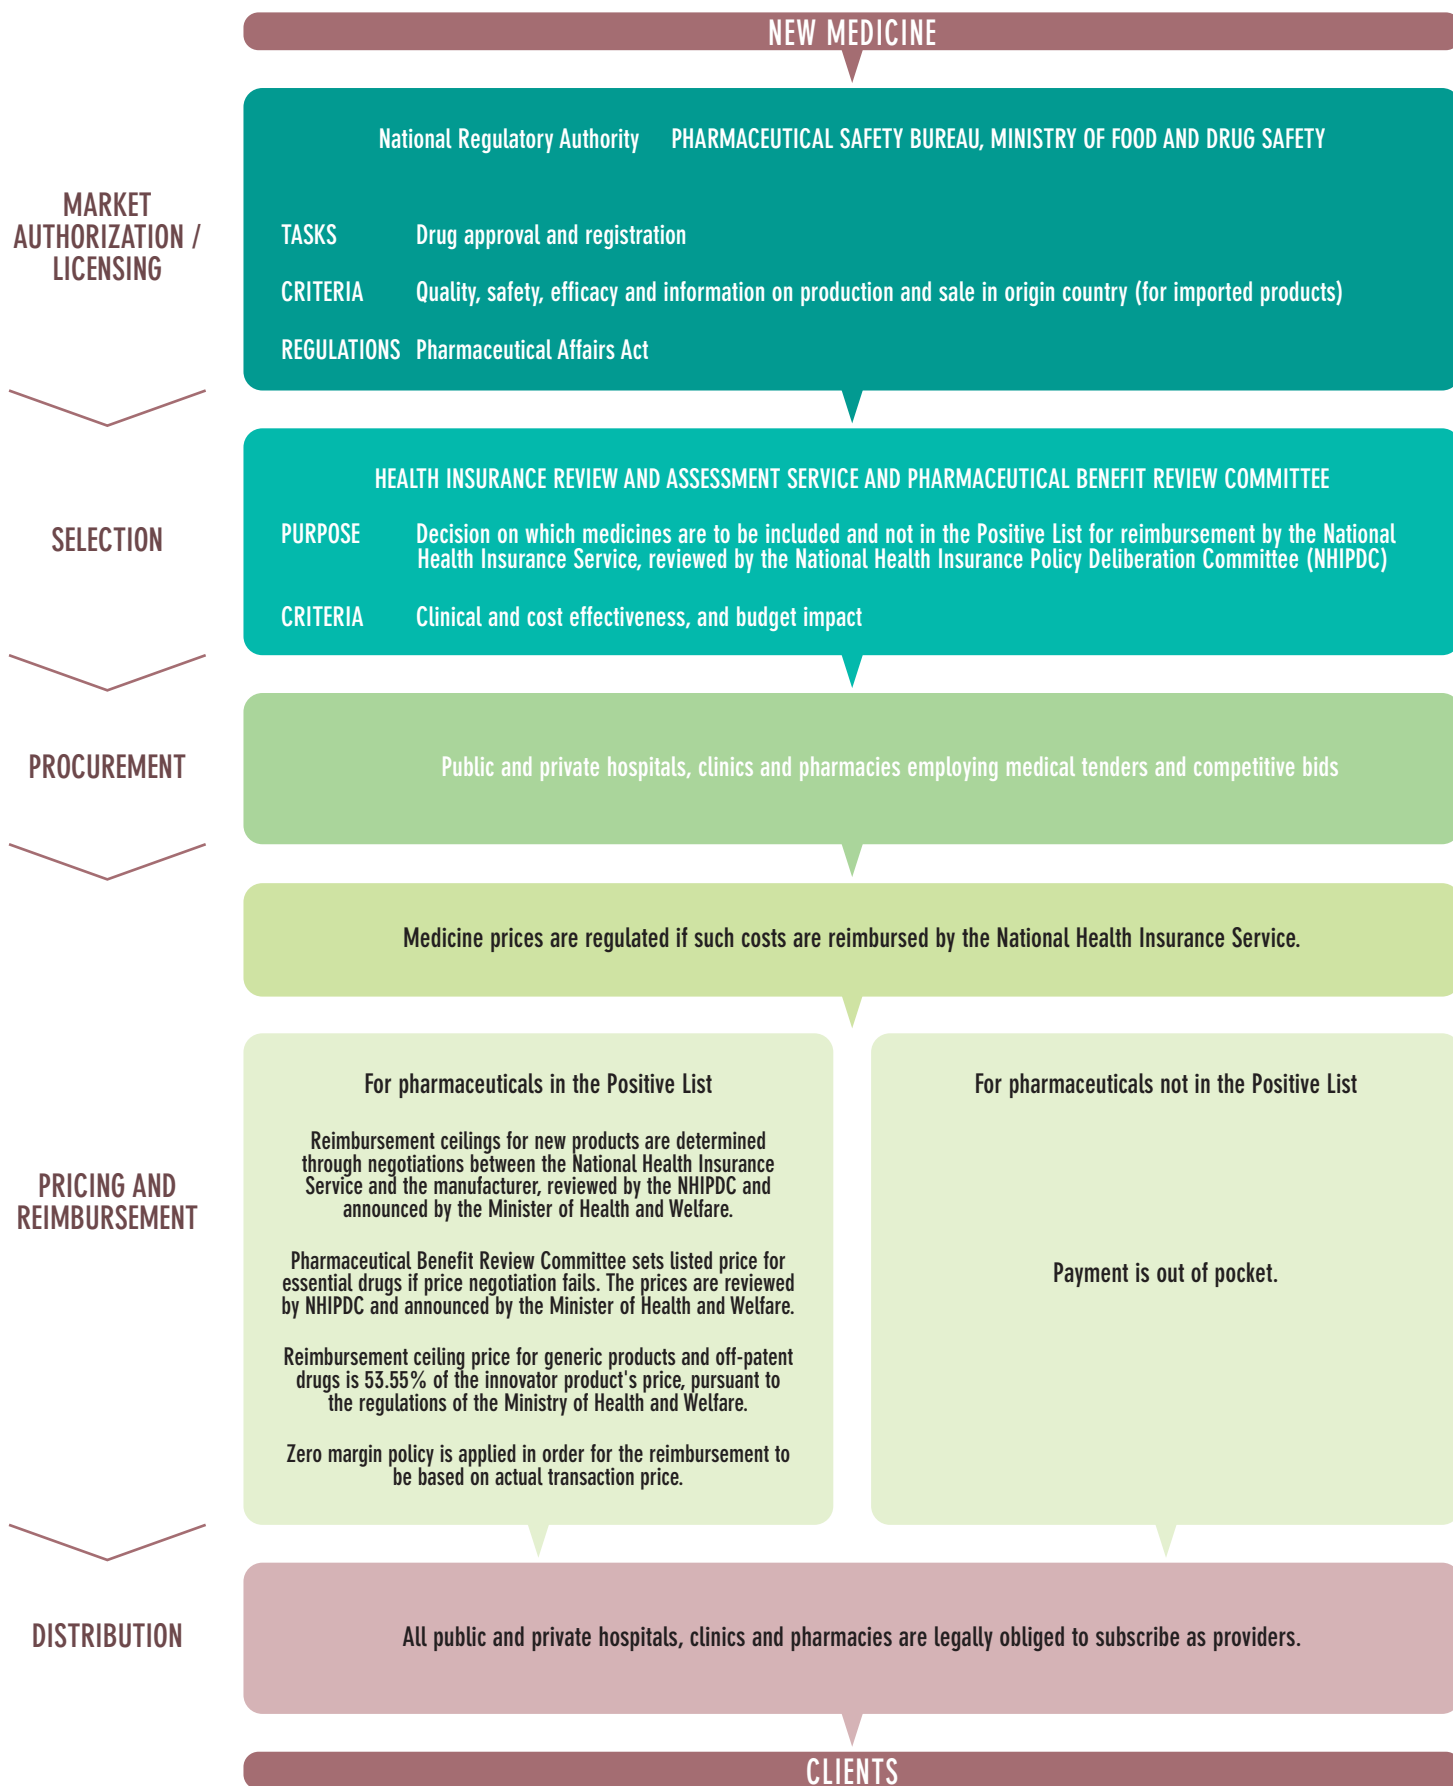 NEW MEDICINE
MARKET
AUTHORIZATION /
LICENSING
National Regulatory Authority PHARMACEUTICAL SAFETY BUREAU, MINISTRY OF FOOD AND DRUG SAFETY
TASKS Drug approval and registration
CRITERIA Quality, safety, efficacy and information on production and sale in origin country (for imported products)
REGULATIONS Pharmaceutical Affairs Act
SELECTION
HEALTH INSURANCE REVIEW AND ASSESSMENT SERVICE AND PHARMACEUTICAL BENEFIT REVIEW COMMITTEE
PURPOSE Decision on which medicines are to be included and not in the Positive List for reimbursement by the National
Health Insurance Service, reviewed by the National Health Insurance Policy Deliberation Committee (NHIPDC)
CRITERIA Clinical and cost effectiveness, and budget impact
PROCUREMENT
Public and private hospitals, clinics and pharmacies employing medical tenders and competitive bids
PRICING AND
REIMBURSEMENT
Medicine prices are regulated if such costs are reimbursed by the National Health Insurance Service.
For pharmaceuticals in the Positive List
Reimbursement ceilings for new products are determined
through negotiations between the National Health Insurance
Service and the manufacturer, reviewed by the NHIPDC and
announced by the Minister of Health and Welfare.
Pharmaceutical Benefit Review Committee sets listed price for
essential drugs if price negotiation fails. The prices are reviewed
by NHIPDC and announced by the Minister of Health and Welfare.
Reimbursement ceiling price for generic products and off-patent
drugs is 53.55% of the innovator product's price, pursuant to
the regulations of the Ministry of Health and Welfare.
Zero margin policy is applied in order for the reimbursement to
be based on actual transaction price.
For pharmaceuticals not in the Positive List
Payment is out of pocket.
DISTRIBUTION
All public and private hospitals, clinics and pharmacies are legally obliged to subscribe as providers.
CLIENTS